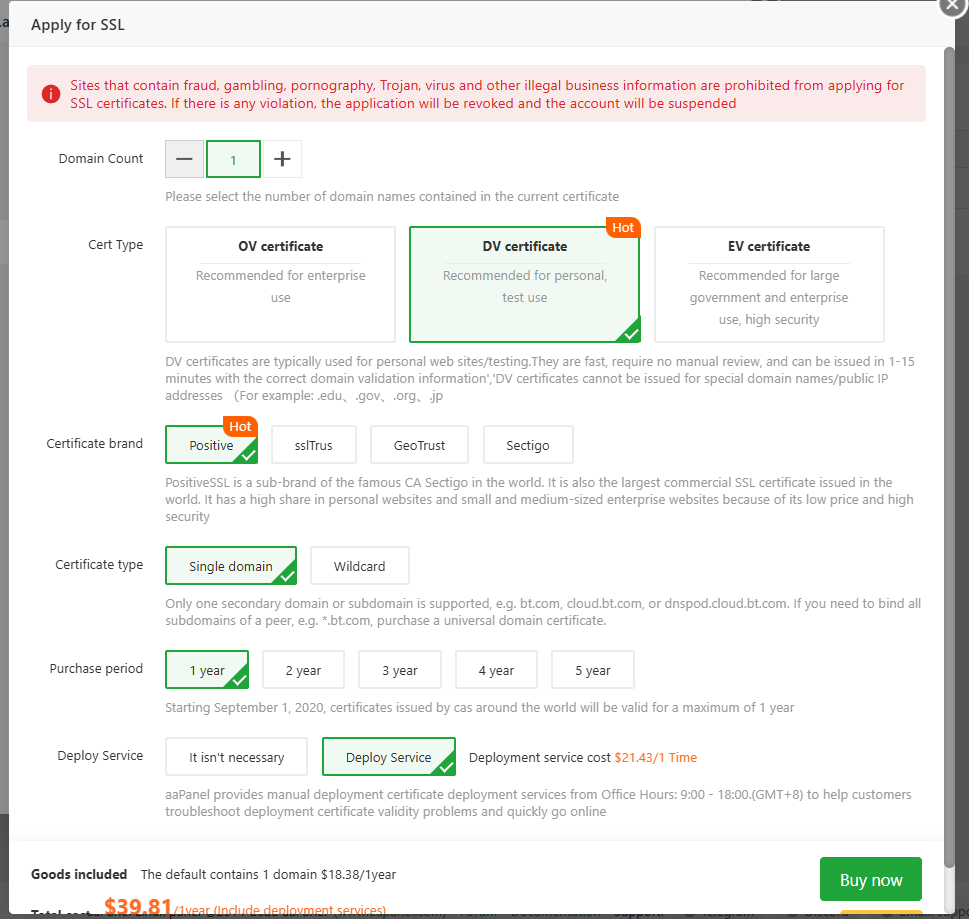 Apply for SSL
Sites that contain fraud, gambling, pornography, Trojan, virus and other illegal business information are prohibited from applying for
SSL certificates. If there is any violation, the application will be revoked and the account will be suspended
Domain Count
1
Please select the number of domain names contained in the current certificate
Cert Type
OV certificate
Recommended for enterprise
use
Hot
DV certificate
Recommended for personal,
test use
EV certificate
Recommended for large
government and enterprise
use, high security
DV certificates are typically used for personal web sites/testing.They are fast, require no manual review, and can be issued in 1-15
minutes with the correct domain validation information','DV certificates cannot be issued for special domain names/public IP
addresses （For example: .edu、.gov、.org、.jp
Certificate brand
Hot
Positive
sslTrus
GeoTrust
Sectigo
PositiveSSL is a sub-brand of the famous CA Sectigo in the world. It is also the largest commercial SSL certificate issued in the
world. It has a high share in personal websites and small and medium-sized enterprise websites because of its low price and high
security
Certificate type
Single domain
Wildcard
Only one secondary domain or subdomain is supported, e.g. bt.com, cloud.bt.com, or dnspod.cloud.bt.com. If you need to bind all
subdomains of a peer, e.g. *.bt.com, purchase a universal domain certificate.
Purchase period
1 year
2 year
3 year
4 year
5 year
Starting September 1, 2020, certificates issued by cas around the world will be valid for a maximum of 1 year
Deploy Service
It isn't necessary
Deploy Service
Deployment service cost $21.43/1 Time
aaPanel provides manual deployment certificate deployment services from Office Hours: 9:00 - 18:00.(GMT+8) to help customers
troubleshoot deployment certificate validity problems and quickly go online
Goods included The default contains 1 domain $18.38/1year
Buy now
Total cost $39.81/1year (Include deployment services)